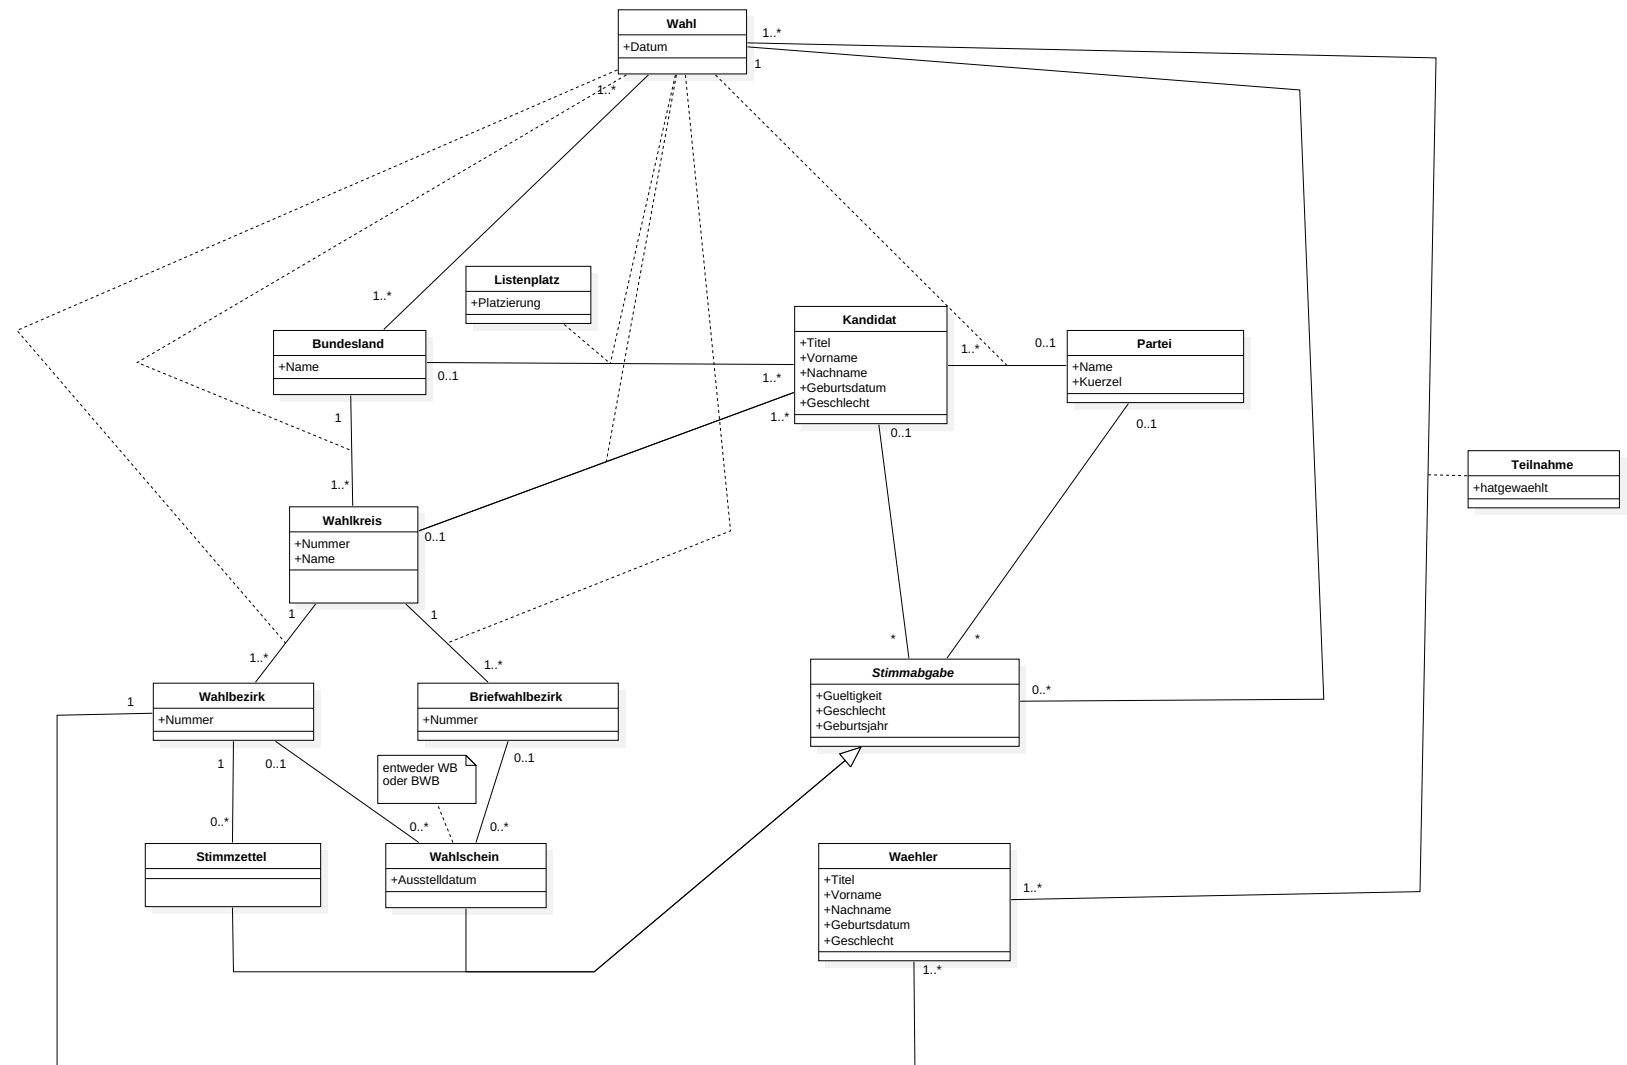 Wahl
+Datum
1..*
1
1..*
1..*
Listenplatz
+Platzierung
Bundesland
+Name
0..1
1
1..*
Kandidat
+Titel
+Vorname
+Nachname
+Geburtsdatum
+Geschlecht
1..*
1..*
0..1
1..*
0..1
Partei
+Name
+Kuerzel
0..1
Teilnahme
+hatgewaehlt
Wahlkreis
+Nummer
+Name
0..1
1
1
1..*
1..*
*
*
Wahlbezirk
+Nummer
1
Briefwahlbezirk
+Nummer
Stimmabgabe
+Gueltigkeit
+Geschlecht
+Geburtsjahr
0..*
1
0..1
entweder WB
oder BWB
0..1
0..*
0..*
0..*
Stimmzettel
Wahlschein
+Ausstelldatum
Waehler
+Titel
+Vorname
+Nachname
+Geburtsdatum
+Geschlecht
1..*
1..*